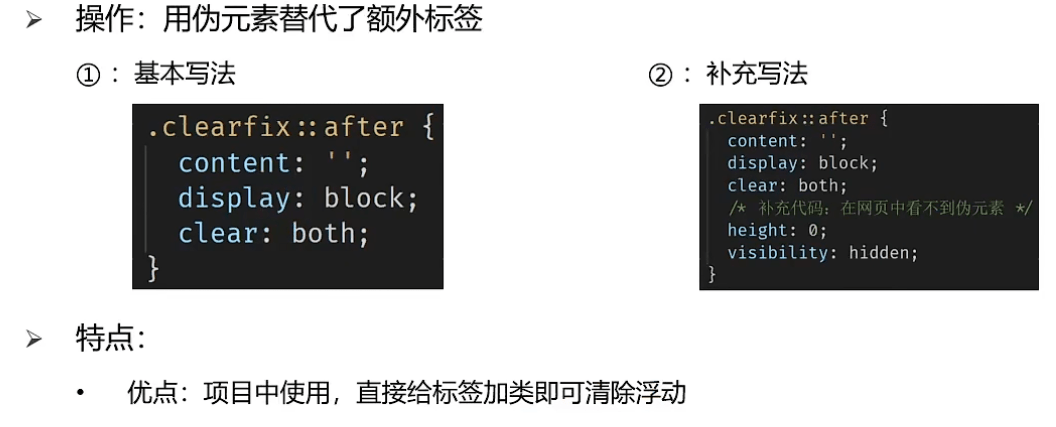 ➢ 操作：用伪元素替代了额外标签
①：基本写法
.clearfix::after {
content: '';
display: block;
clear: both;
}
②：补充写法
.clearfix::after {
content: '';
display: block;
clear: both;
/* 补充代码：在网页中看不到伪元素 */
height: 0;
visibility: hidden;
}
➢ 特点：
• 优点：项目中使用，直接给标签加类即可清除浮动